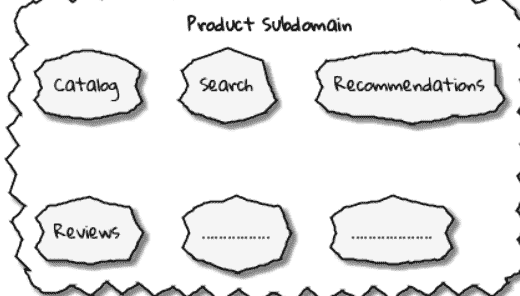 Product Subdomain
Catalog
Search
Recommendations
Reviews
...............
..................